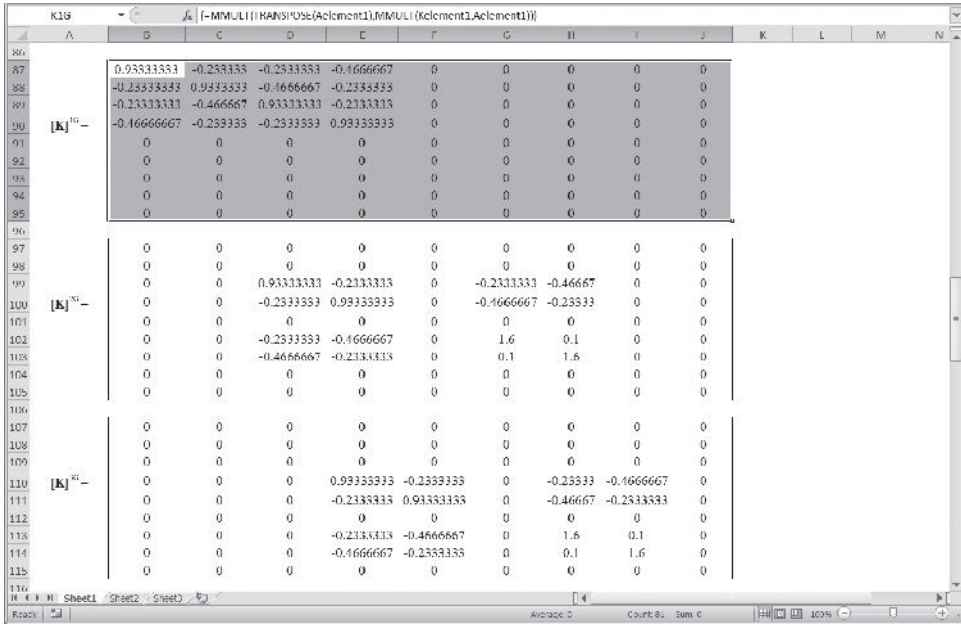 K1G fx {=MMULT(TRANSPOSE(Aelement1),MMULT(Kelement1,Aelement1))}
A B C D E F G H I J K L M N
86
87 0.93333333 -0.233333 -0.2333333 -0.4666667 0 0 0 0 0
88 -0.23333333 0.9333333 -0.4666667 -0.2333333 0 0 0 0 0
89 -0.23333333 -0.466667 0.93333333 -0.2333333 0 0 0 0 0
90 [K]1G= -0.46666667 -0.233333 -0.2333333 0.93333333 0 0 0 0 0
91 0 0 0 0 0 0 0 0 0
92 0 0 0 0 0 0 0 0 0
93 0 0 0 0 0 0 0 0 0
94 0 0 0 0 0 0 0 0 0
95 0 0 0 0 0 0 0 0 0
96
97 0 0 0 0 0 0 0 0 0
98 0 0 0 0 0 0 0 0 0
99 0 0 0.93333333 -0.2333333 0 -0.2333333 -0.46667 0 0
100 [K]2G= 0 0 -0.2333333 0.93333333 0 -0.4666667 -0.23333 0 0
101 0 0 0 0 0 0 0 0 0
102 0 0 -0.2333333 -0.4666667 0 1.6 0.1 0 0
103 0 0 -0.4666667 -0.2333333 0 0.1 1.6 0 0
104 0 0 0 0 0 0 0 0 0
105 0 0 0 0 0 0 0 0 0
106
107 0 0 0 0 0 0 0 0 0
108 0 0 0 0 0 0 0 0 0
109 0 0 0 0 0 0 0 0 0
110 [K]3G= 0 0 0 0.93333333 -0.2333333 0 -0.23333 -0.4666667 0
111 0 0 0 -0.2333333 0.93333333 0 -0.46667 -0.2333333 0
112 0 0 0 0 0 0 0 0 0
113 0 0 0 -0.2333333 -0.4666667 0 1.6 0.1 0
114 0 0 0 -0.4666667 -0.2333333 0 0.1 1.6 0
115 0 0 0 0 0 0 0 0 0
116
Sheet1 Sheet2 Sheet3
Ready Average: 0 Count: 81 Sum: 0 100%